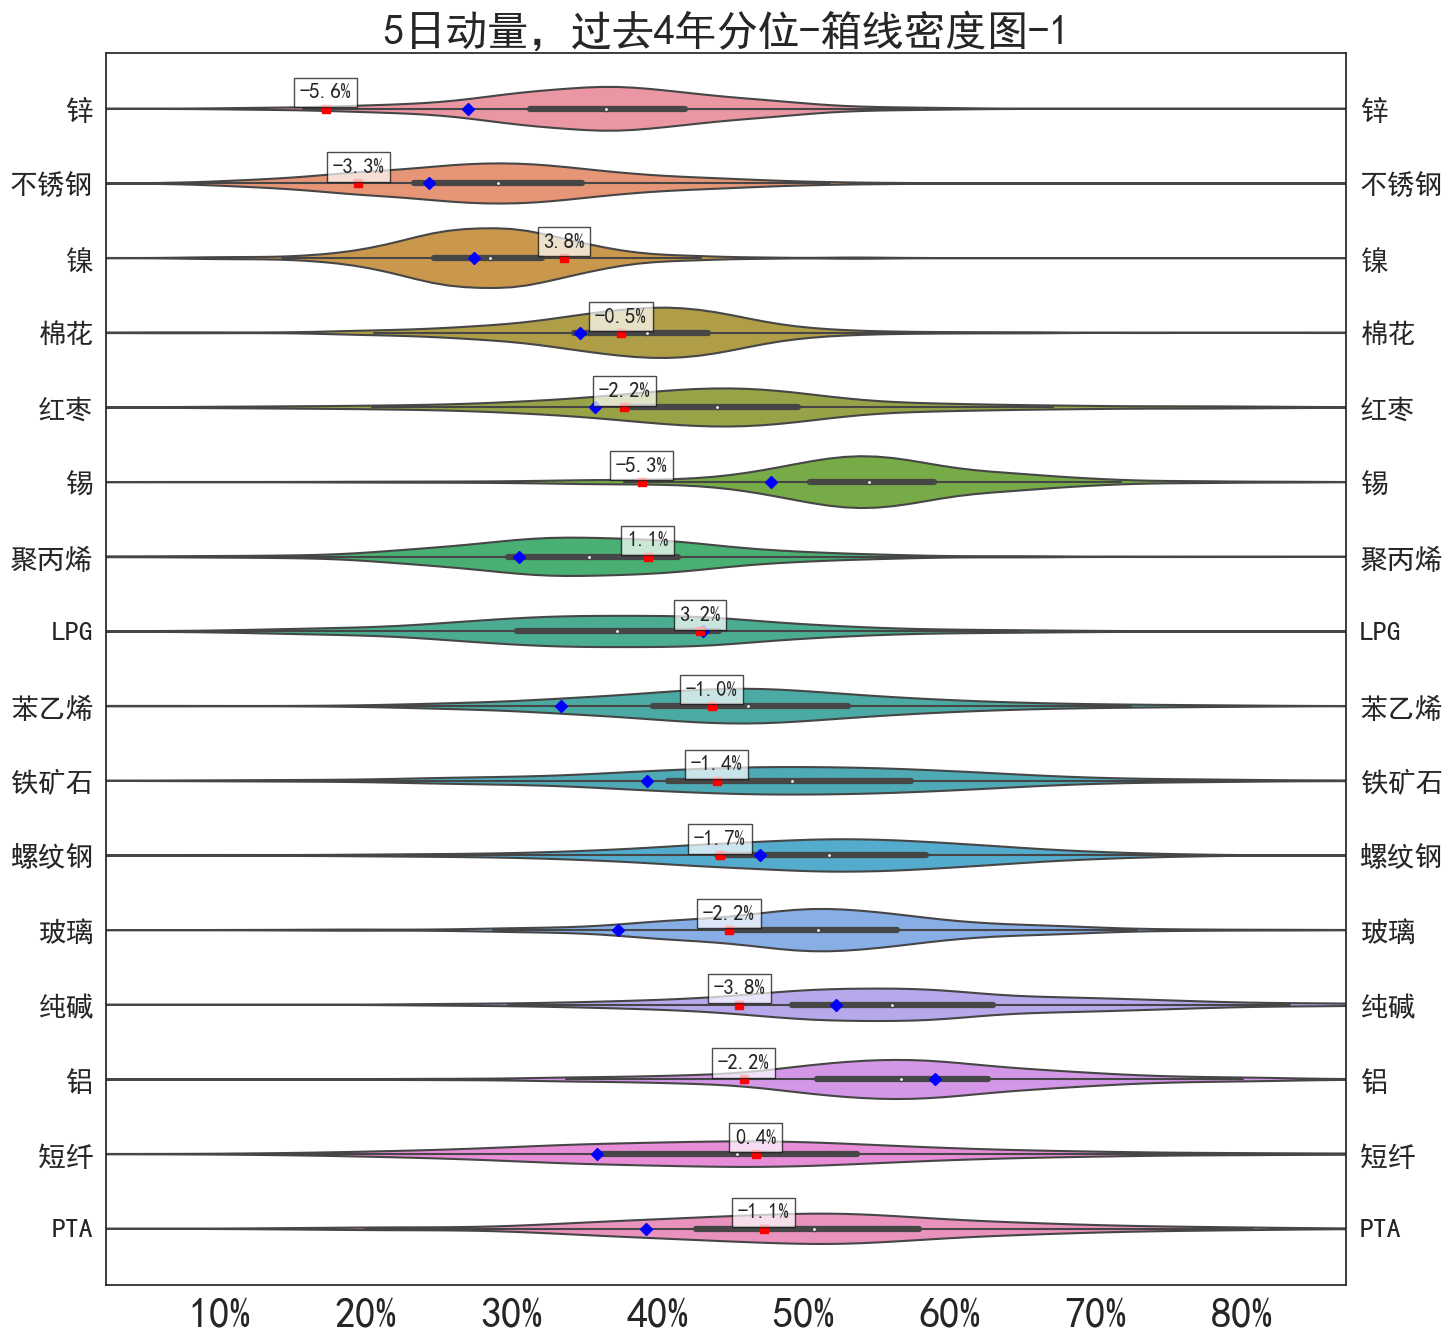 5日动量，过去4年分位-箱线密度图-1
锌 -5.6% 锌
不锈钢 -3.3% 不锈钢
镍 3.8% 镍
棉花 -0.5% 棉花
红枣 -2.2% 红枣
锡 -5.3% 锡
聚丙烯 1.1% 聚丙烯
LPG 3.2% LPG
苯乙烯 -1.0% 苯乙烯
铁矿石 -1.4% 铁矿石
螺纹钢 -1.7% 螺纹钢
玻璃 -2.2% 玻璃
纯碱 -3.8% 纯碱
铝 -2.2% 铝
短纤 0.4% 短纤
PTA -1.1% PTA
10% 20% 30% 40% 50% 60% 70% 80%